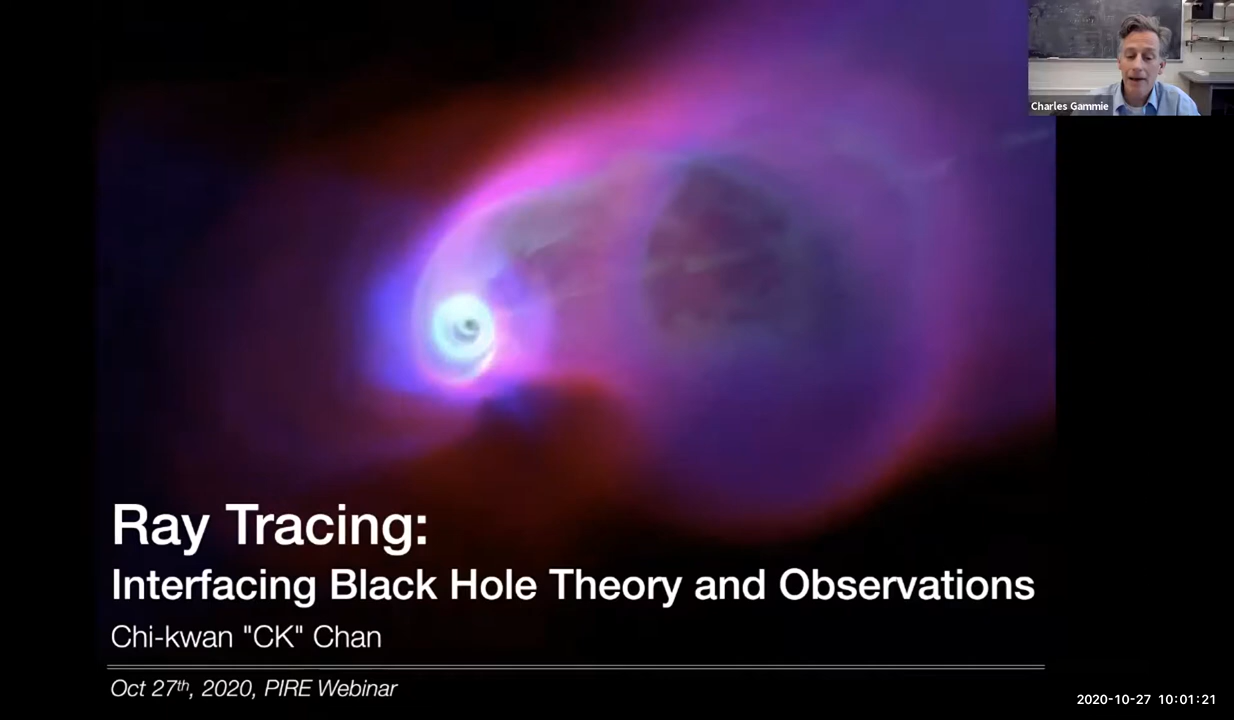 Charles Gammie
Ray Tracing:
Interfacing Black Hole Theory and Observations
Chi-kwan "CK" Chan
Oct 27th, 2020, PIRE Webinar
2020-10-27 10:01:21